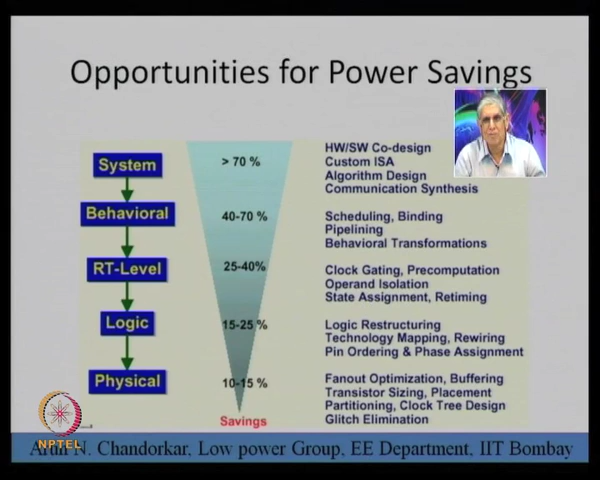 Opportunities for Power Savings
System
> 70 %
HW/SW Co-design
Custom ISA
Algorithm Design
Communication Synthesis
Behavioral
40-70 %
Scheduling, Binding
Pipelining
Behavioral Transformations
RT-Level
25-40%
Clock Gating, Precomputation
Operand Isolation
State Assignment, Retiming
Logic
15-25 %
Logic Restructuring
Technology Mapping, Rewiring
Pin Ordering & Phase Assignment
Physical
10-15 %
Fanout Optimization, Buffering
Transistor Sizing, Placement
Partitioning, Clock Tree Design
Glitch Elimination
Savings
NPTEL
N. Chandorkar, Low power Group, EE Department, IIT Bombay